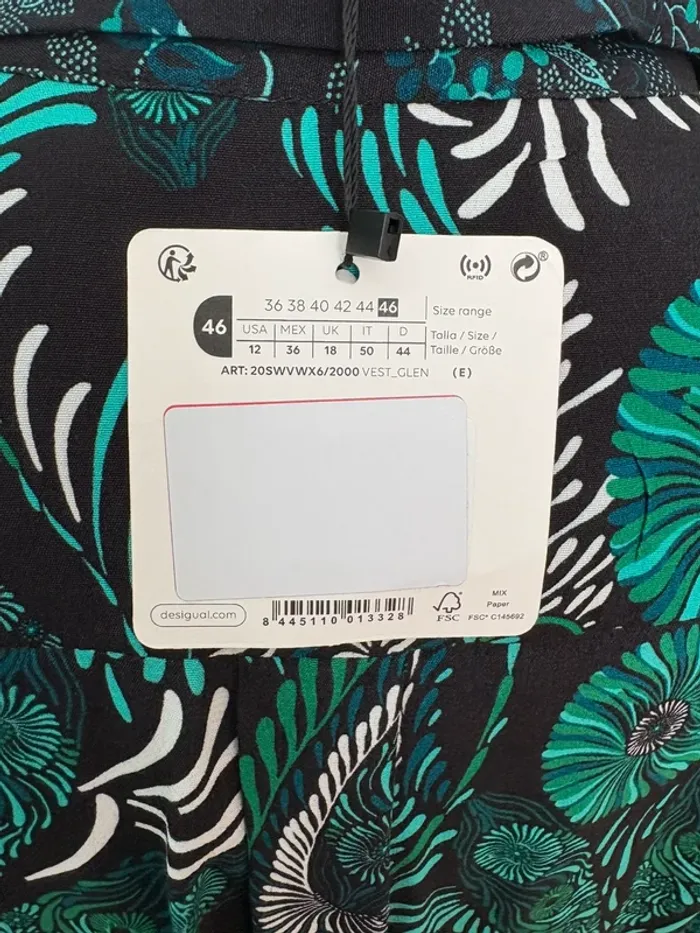 RFID
®
36 38 40 42 44 46 Size range
46
USA MEX UK IT D Talla / Size /
12 36 18 50 44 Taille / Größe
ART: 20SWVWX6/2000 VEST_GLEN (E)
desigual.com
8 445110 013328
FSC
MIX
Paper
FSC® C145692